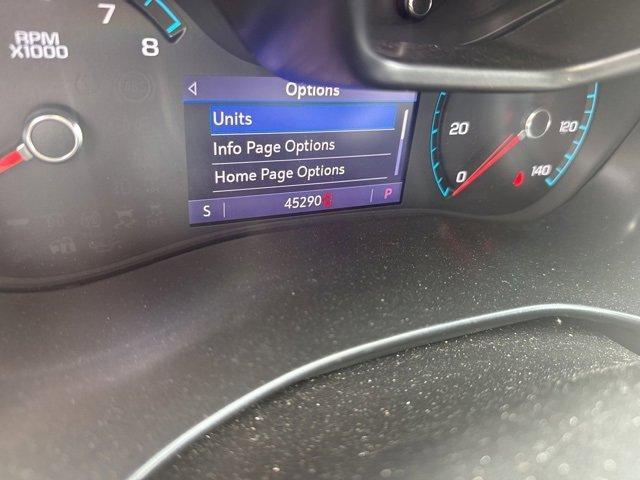 RPM
X1000
7
8
Options
Units
Info Page Options
Home Page Options
S
45290
P
0
20
120
140